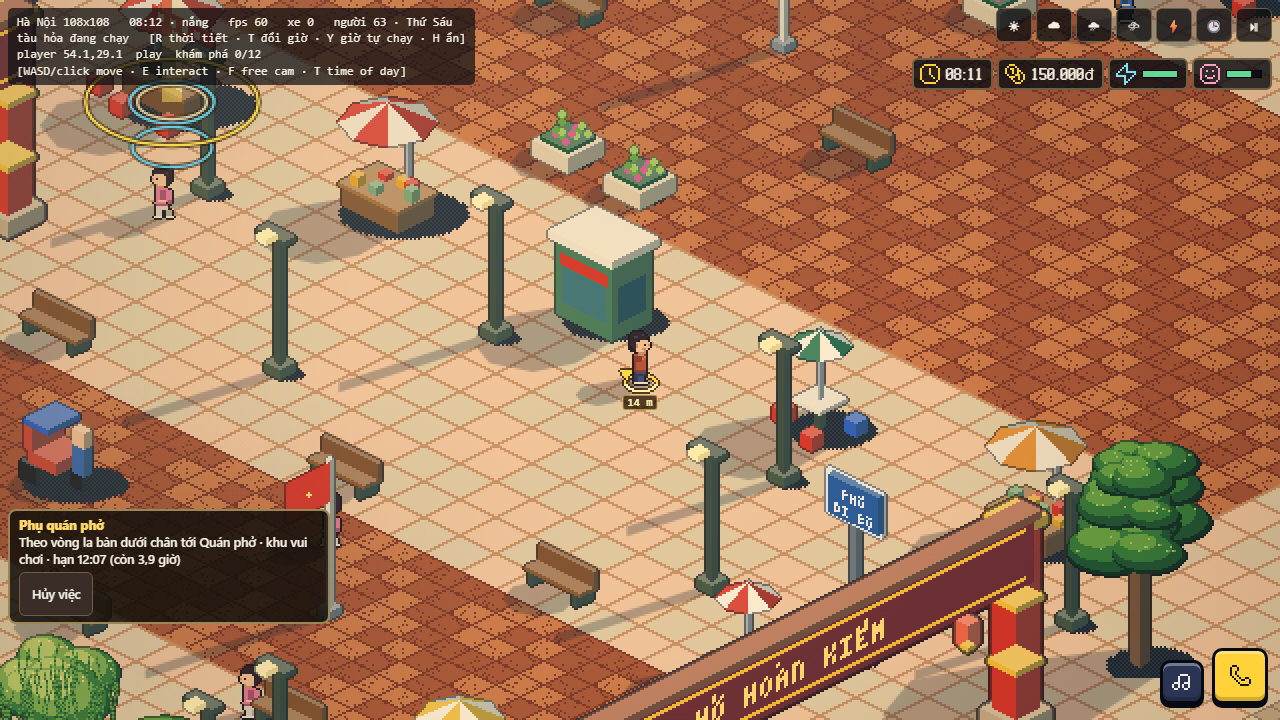 Hà Nội 108x108 08:12 · nắng fps 60 xe 0 người 63 · Thứ Sáu
tàu hỏa đang chạy [R thời tiết · T đổi giờ · Y giờ tự chạy · H ẩn]
player 54.1,29.1 play khám phá 0/12
[WASD/click move · E interact · F free cam · T time of day]
08:11
150.000đ
14 m
PHỐ
ĐI BỘ
HỒ HOÀN KIẾM
Phụ quán phở
Theo vòng la bàn dưới chân tới Quán phở · khu vui
chơi · hạn 12:07 (còn 3,9 giờ)
Hủy việc